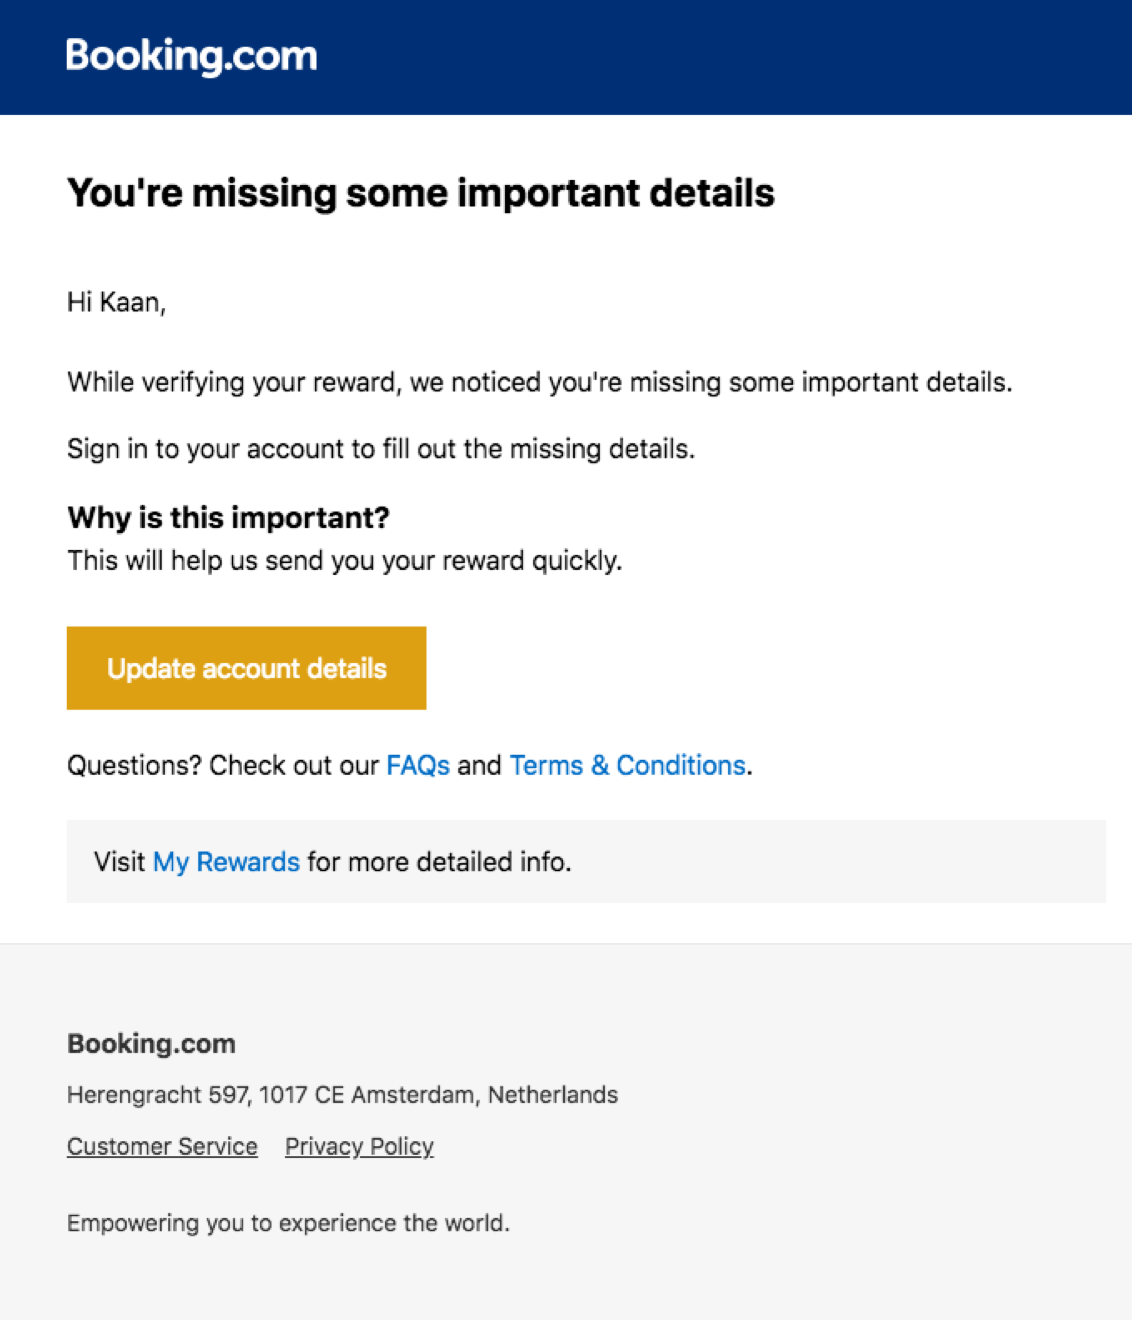 Booking.com
You're missing some important details
Hi Kaan,
While verifying your reward, we noticed you're missing some important details.
Sign in to your account to fill out the missing details.
Why is this important?
This will help us send you your reward quickly.
Update account details
Questions? Check out our FAQs and Terms & Conditions.
Visit My Rewards for more detailed info.
Booking.com
Herengracht 597, 1017 CE Amsterdam, Netherlands
Customer Service Privacy Policy
Empowering you to experience the world.